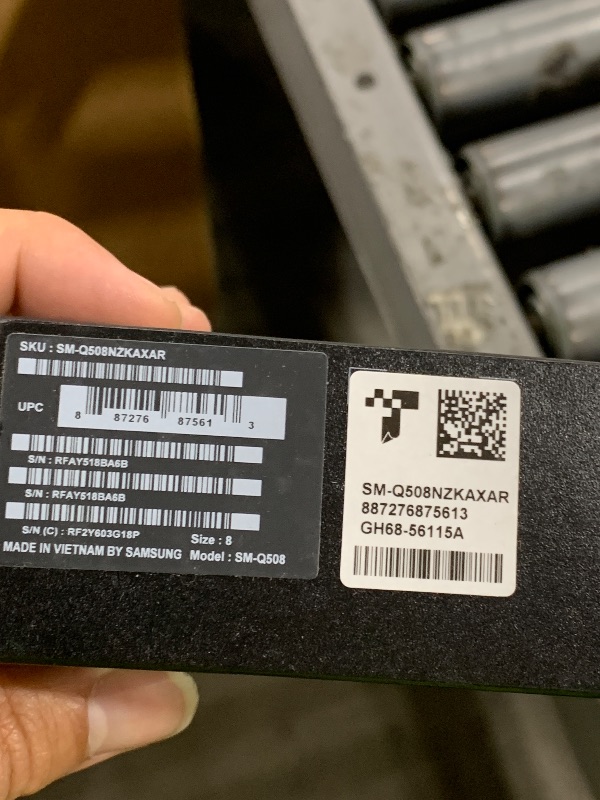 SKU : SM-Q508NZKAXAR
UPC
8 87276 87561 3
S/N : RFAY518BA6B
S/N : RFAY518BA6B
S/N (C) : RF2Y603G18P
Size : 8
MADE IN VIETNAM BY SAMSUNG
Model : SM-Q508
SM-Q508NZKAXAR
887276875613
GH68-56115A